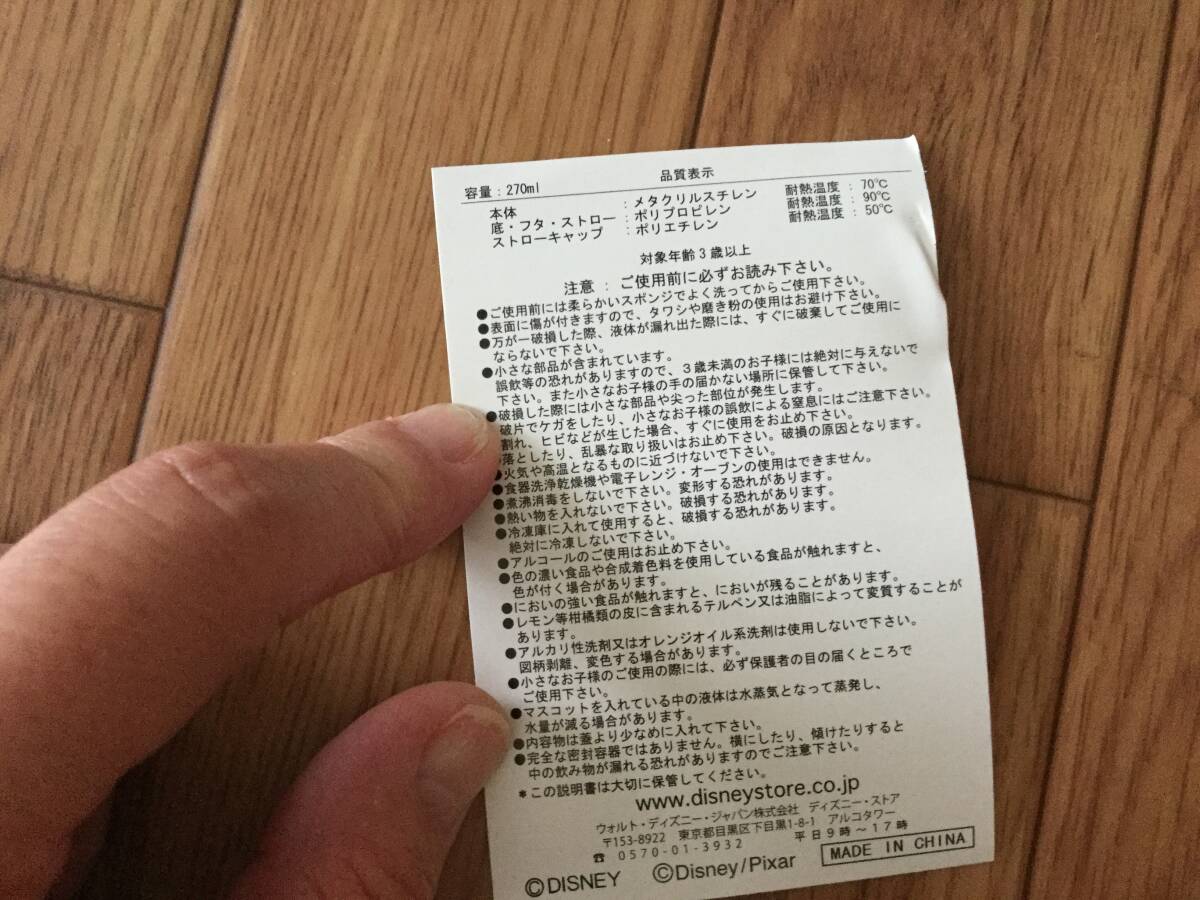 品質表示
容量：270ml
本体 ：メタクリルスチレン 耐熱温度：70℃
底・フタ・ストロー ：ポリプロピレン 耐熱温度：90℃
ストローキャップ ：ポリエチレン 耐熱温度：50℃
対象年齢3歳以上
注意：ご使用前に必ずお読み下さい。
●ご使用前には柔らかいスポンジでよく洗ってからご使用下さい。
●表面に傷が付きますので、タワシや磨き粉の使用はお避け下さい。
●万が一破損した際、液体が漏れ出た際には、すぐに破棄してご使用に
ならないで下さい。
●小さな部品が含まれています。
誤飲等の恐れがありますので、3歳未満のお子様には絶対に与えないで
下さい。また小さなお子様の手の届かない場所に保管して下さい。
●破損した際には小さな部品や尖った部位が発生します。
破片でケガをしたり、小さなお子様の誤飲による窒息にはご注意下さい。
割れ、ヒビなどが生じた場合、すぐに使用をお止め下さい。
落としたり、乱暴な取り扱いはお止め下さい。破損の原因となります。
●火気や高温となるものに近づけないで下さい。
●食器洗浄乾燥機や電子レンジ・オーブンの使用はできません。
●煮沸消毒をしないで下さい。変形する恐れがあります。
●熱い物を入れないで下さい。破損する恐れがあります。
●冷凍庫に入れて使用すると、破損する恐れがあります。
絶対に冷凍しないで下さい。
●アルコールのご使用はお止め下さい。
●色の濃い食品や合成着色料を使用している食品が触れますと、
色が付く場合があります。
●においの強い食品が触れますと、においが残ることがあります。
●レモン等柑橘類の皮に含まれるテルペン又は油脂によって変質することが
あります。
●アルカリ性洗剤又はオレンジオイル系洗剤は使用しないで下さい。
図柄剥離、変色する場合があります。
●小さなお子様のご使用の際には、必ず保護者の目の届くところで
ご使用下さい。
●マスコットを入れている中の液体は水蒸気となって蒸発し、
水量が減る場合があります。
●内容物は蓋より少なめに入れて下さい。
●完全な密封容器ではありません。横にしたり、傾けたりすると
中の飲み物が漏れる恐れがありますのでご注意下さい。
＊この説明書は大切に保管してください。
www.disneystore.co.jp
ウォルト・ディズニー・ジャパン株式会社 ディズニー・ストア
〒153-8922 東京都目黒区下目黒1-8-1 アルコタワー
☎ 0570-01-3932 平日9時～17時
©DISNEY ©Disney/Pixar MADE IN CHINA